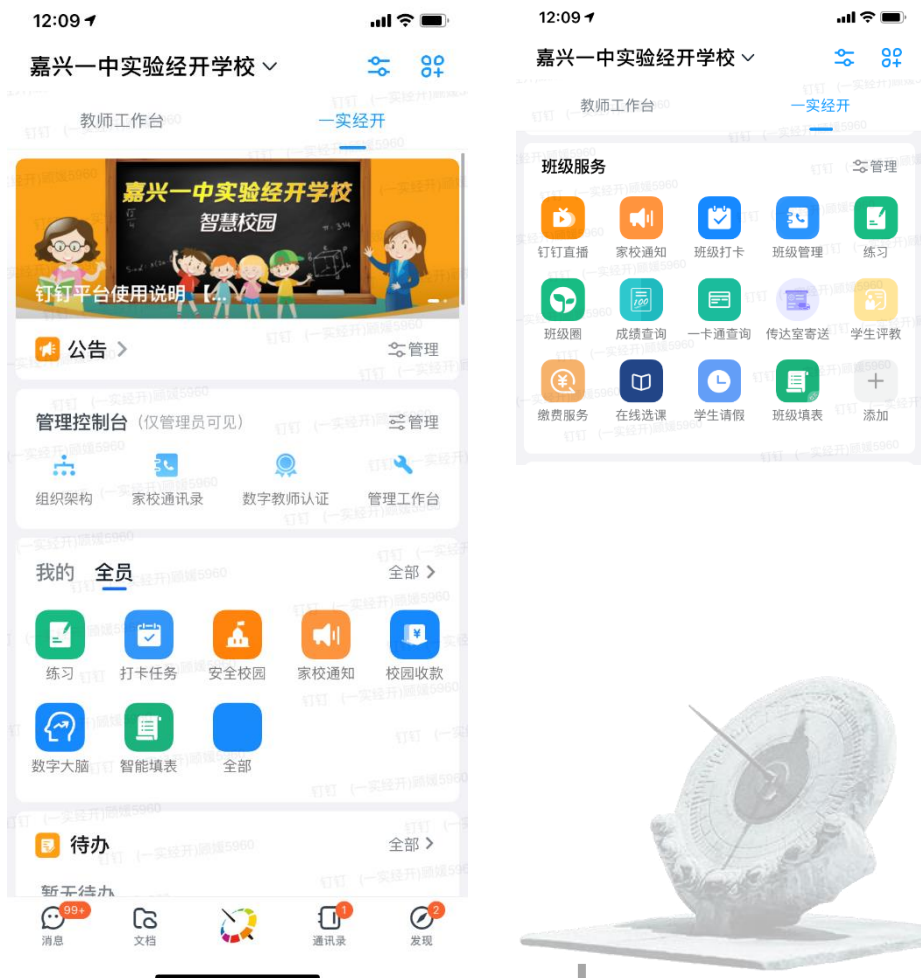 12:09
嘉兴一中实验经开学校
教师工作台
一实经开
嘉兴一中实验经开学校
智慧校园
钉钉平台使用说明【...
公告
管理
管理控制台（仅管理员可见）
管理
组织架构
家校通讯录
数字教师认证
管理工作台
我的 全员
全部
练习
打卡任务
安全校园
家校通知
校园收款
数字大脑
智能填表
全部
待办
全部
暂无待办
99+
1
2
消息
文档
通讯录
发现
12:09
嘉兴一中实验经开学校
教师工作台
一实经开
班级服务
管理
钉钉直播
家校通知
班级打卡
班级管理
练习
班级圈
成绩查询
一卡通查询
传达室寄送
学生评教
缴费服务
在线选课
学生请假
班级填表
添加